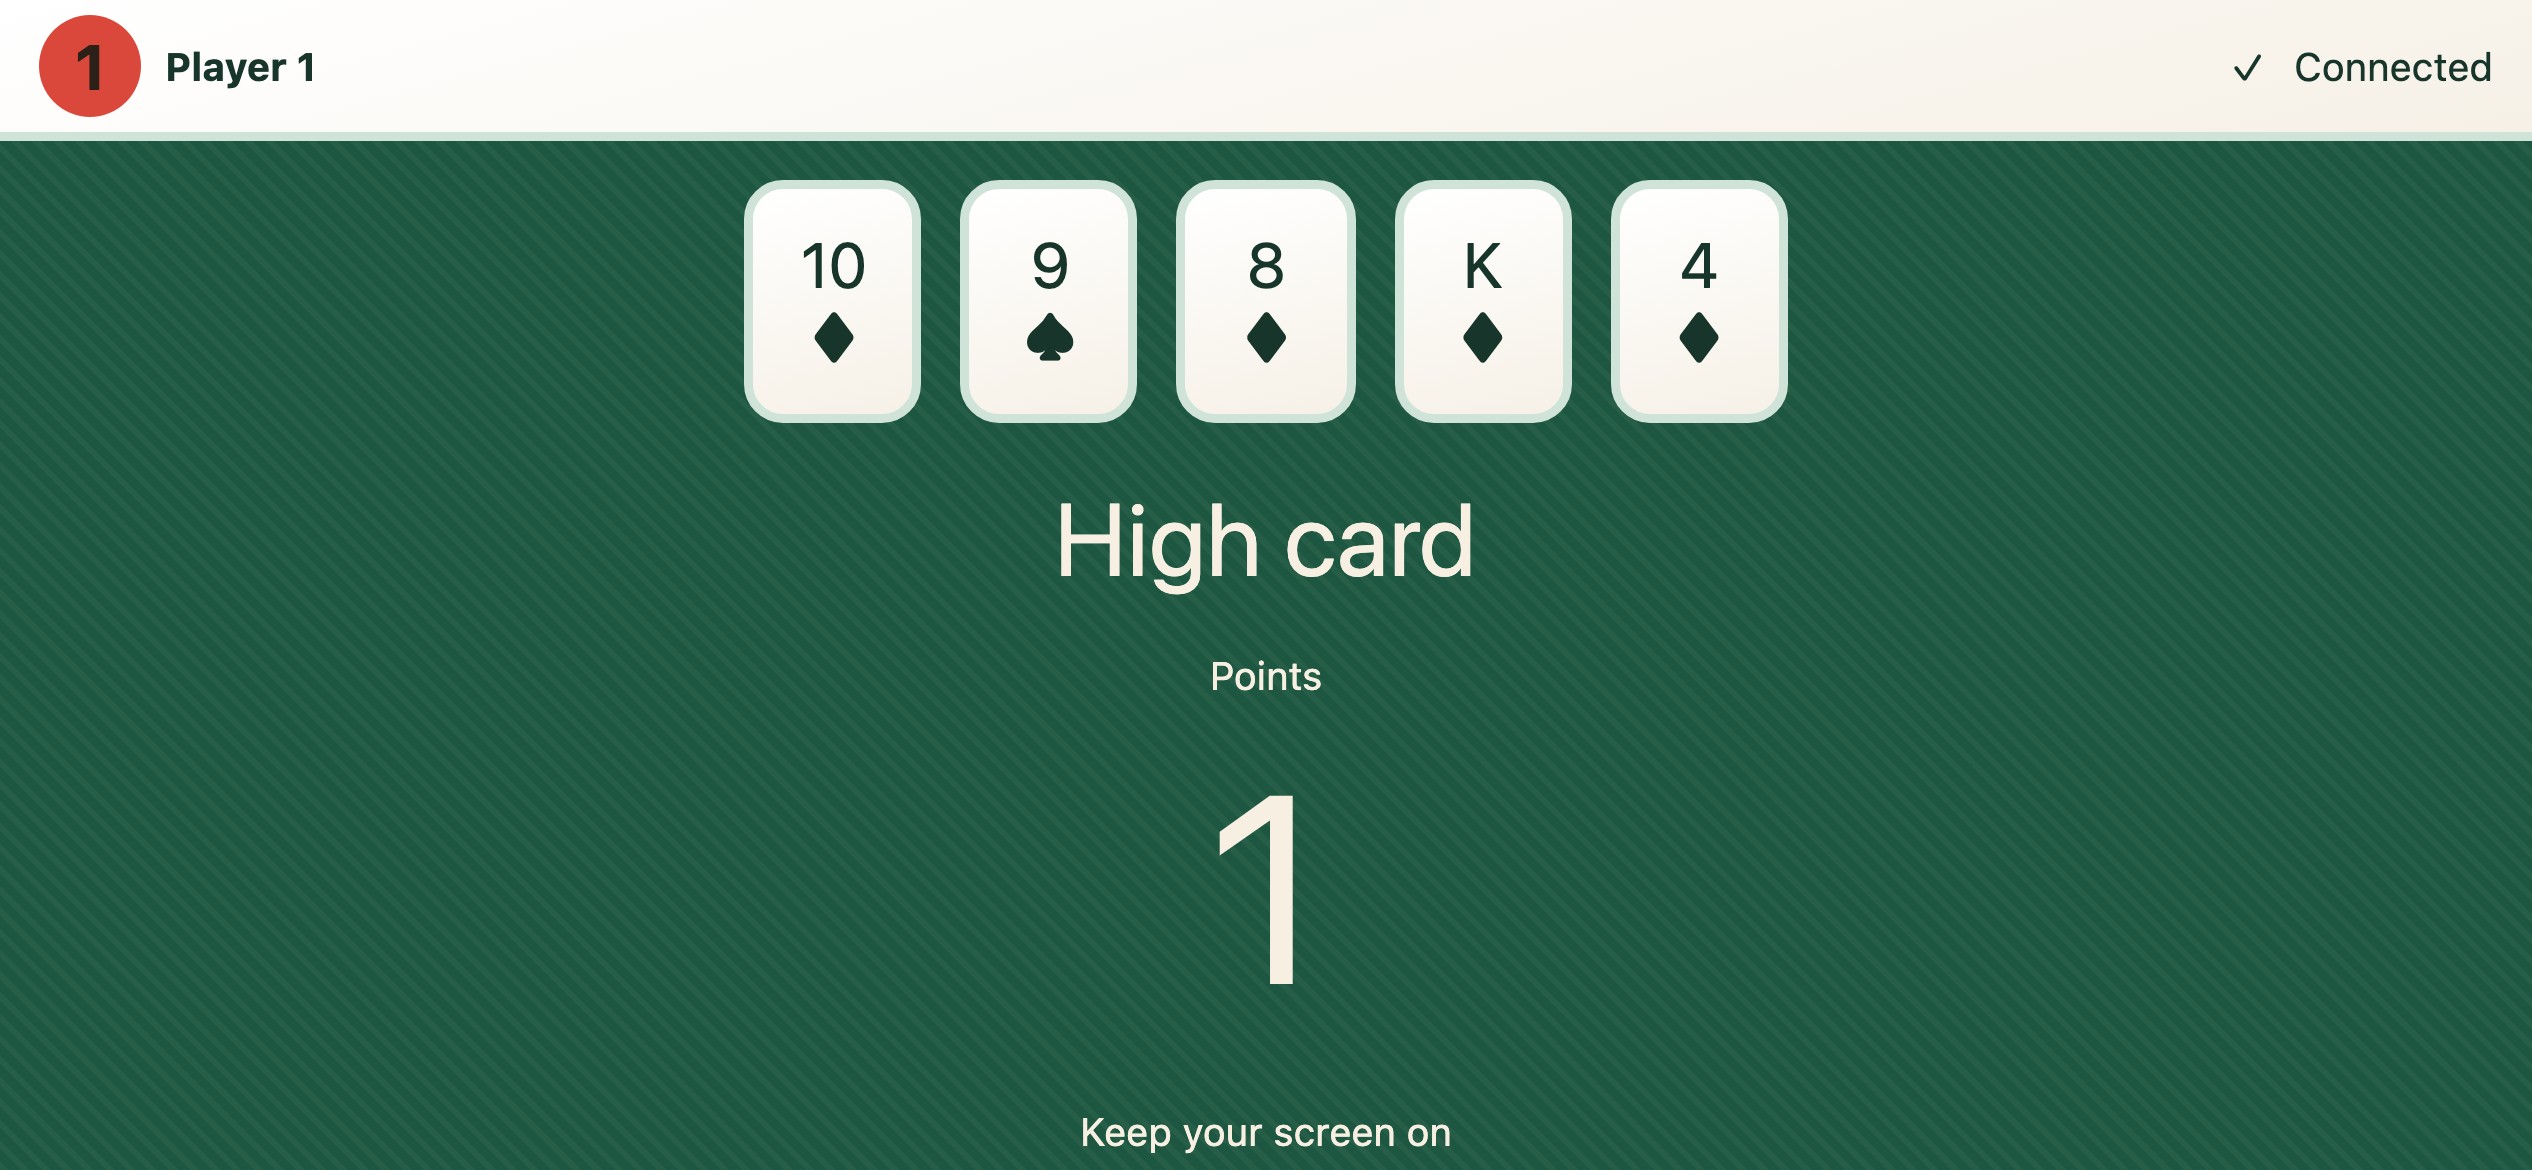 1 Player 1 ✓ Connected
10 9 8 K 4
♦ ♠ ♦ ♦ ♦
High card
Points
1
Keep your screen on